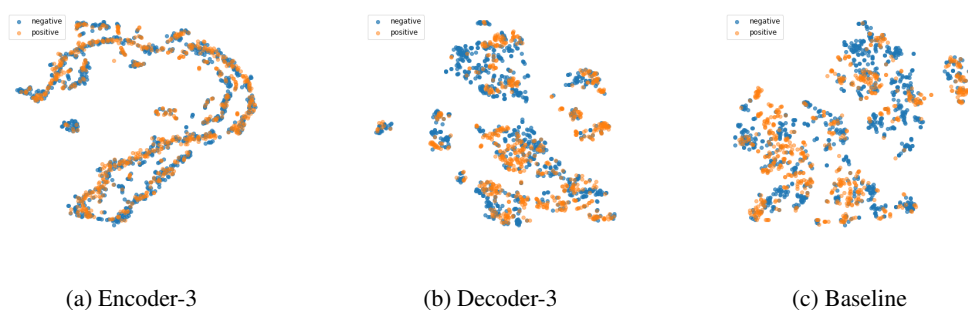 negative
positive
negative
positive
negative
positive
(a) Encoder-3
(b) Decoder-3
(c) Baseline